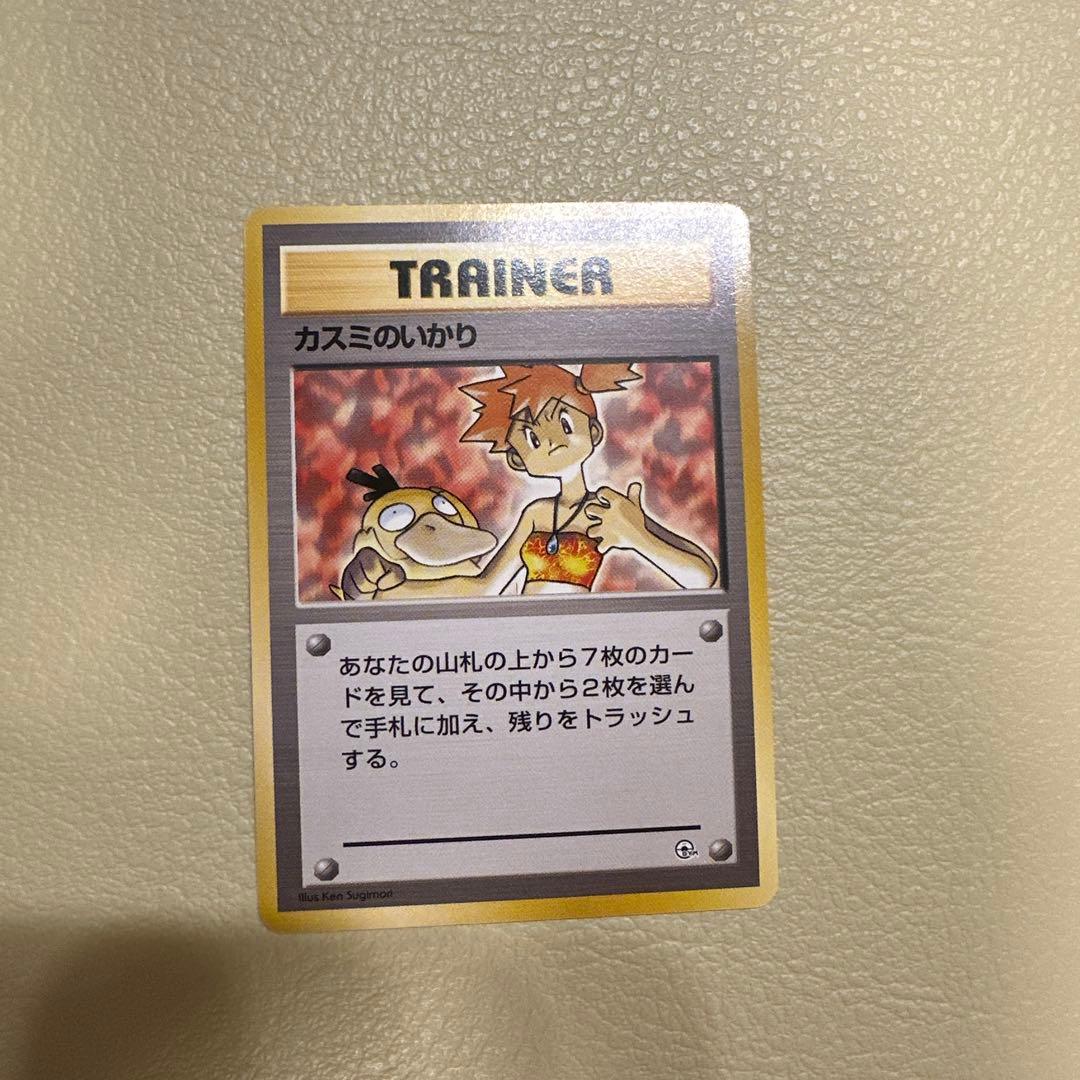 TRAINER
カスミのいかり
あなたの山札の上から7枚のカー
ドを見て、その中から2枚を選ん
で手札に加え、残りをトラッシュ
する。
GYM
Illus Ken Sugimori